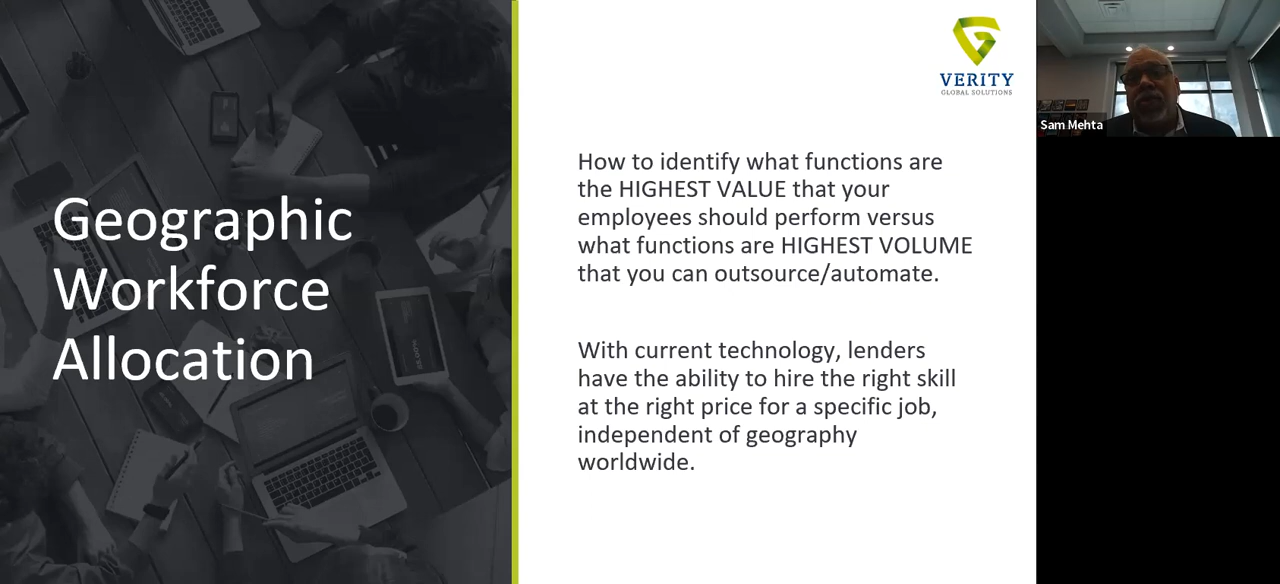 Geographic
Workforce
Allocation
VERITY
GLOBAL SOLUTIONS
How to identify what functions are
the HIGHEST VALUE that your
employees should perform versus
what functions are HIGHEST VOLUME
that you can outsource/automate.
With current technology, lenders
have the ability to hire the right skill
at the right price for a specific job,
independent of geography
worldwide.
Sam Mehta